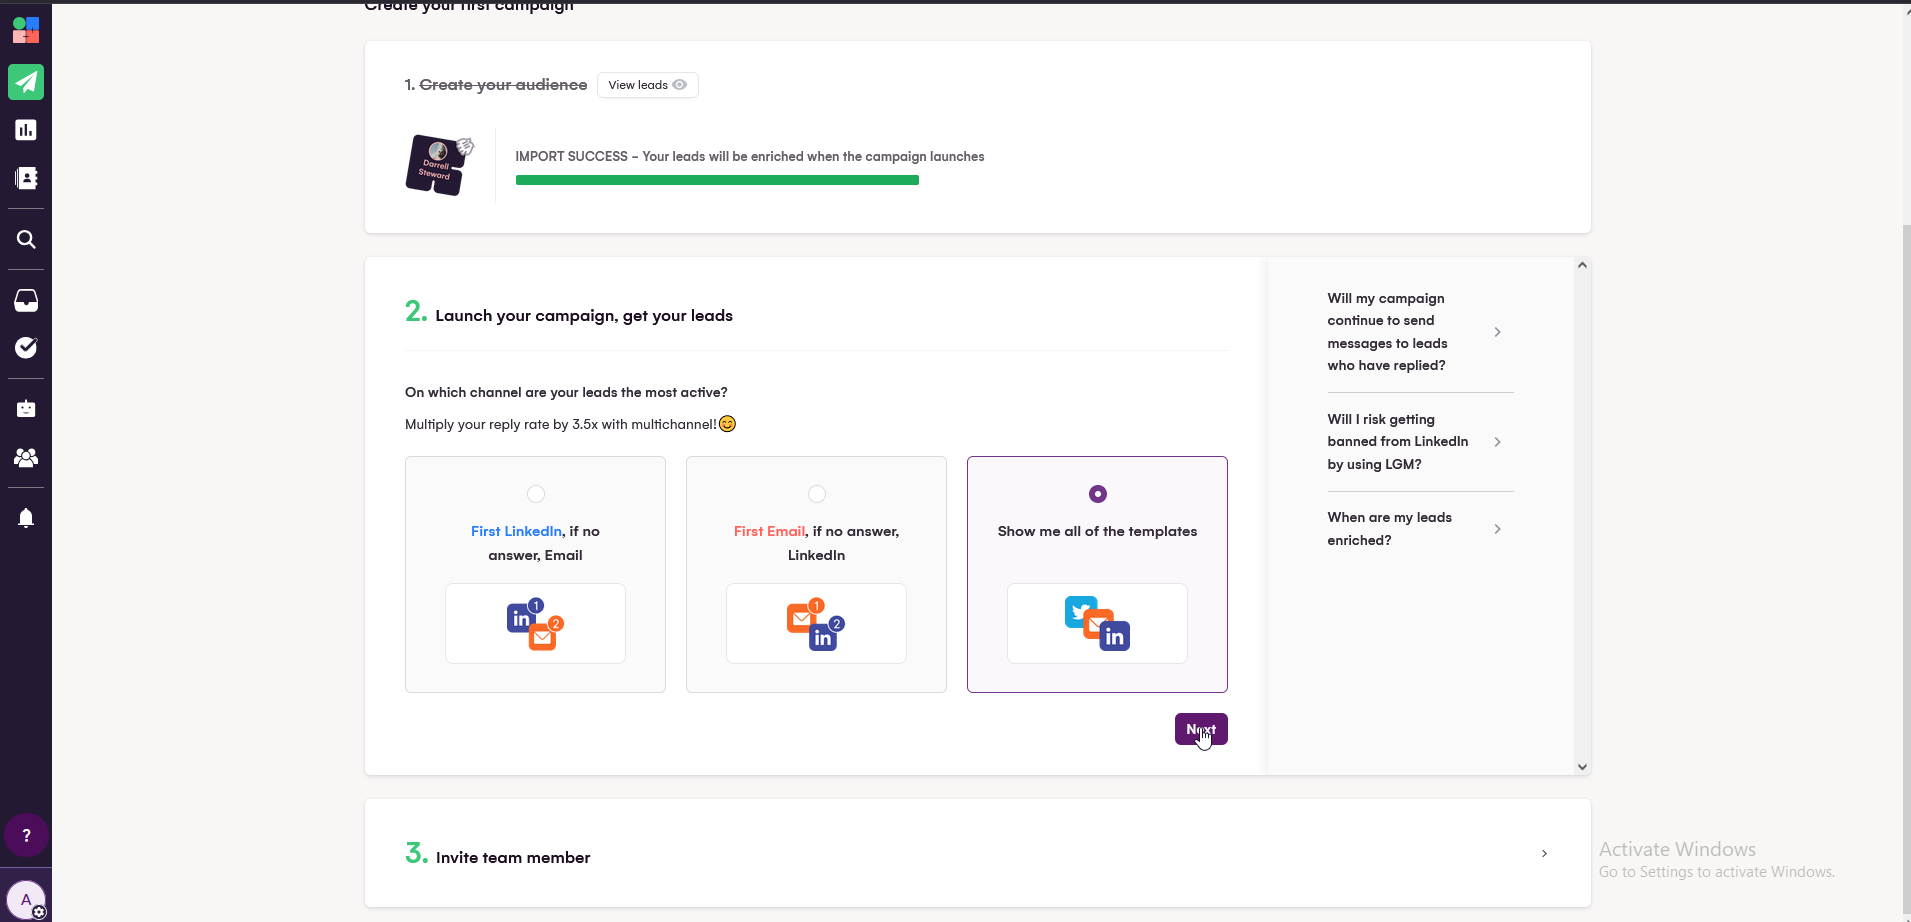 Create your first campaign
1. Create your audience
View leads
Darrell
Steward
IMPORT SUCCESS - Your leads will be enriched when the campaign launches
2. Launch your campaign, get your leads
On which channel are your leads the most active?
Multiply your reply rate by 3.5x with multichannel!😊
First LinkedIn, if no
answer, Email
in
1
2
First Email, if no answer,
LinkedIn
1
2
in
Show me all of the templates
in
Next
Will my campaign
continue to send
messages to leads
who have replied?
Will I risk getting
banned from LinkedIn
by using LGM?
When are my leads
enriched?
3. Invite team member
?
A
Activate Windows
Go to Settings to activate Windows.